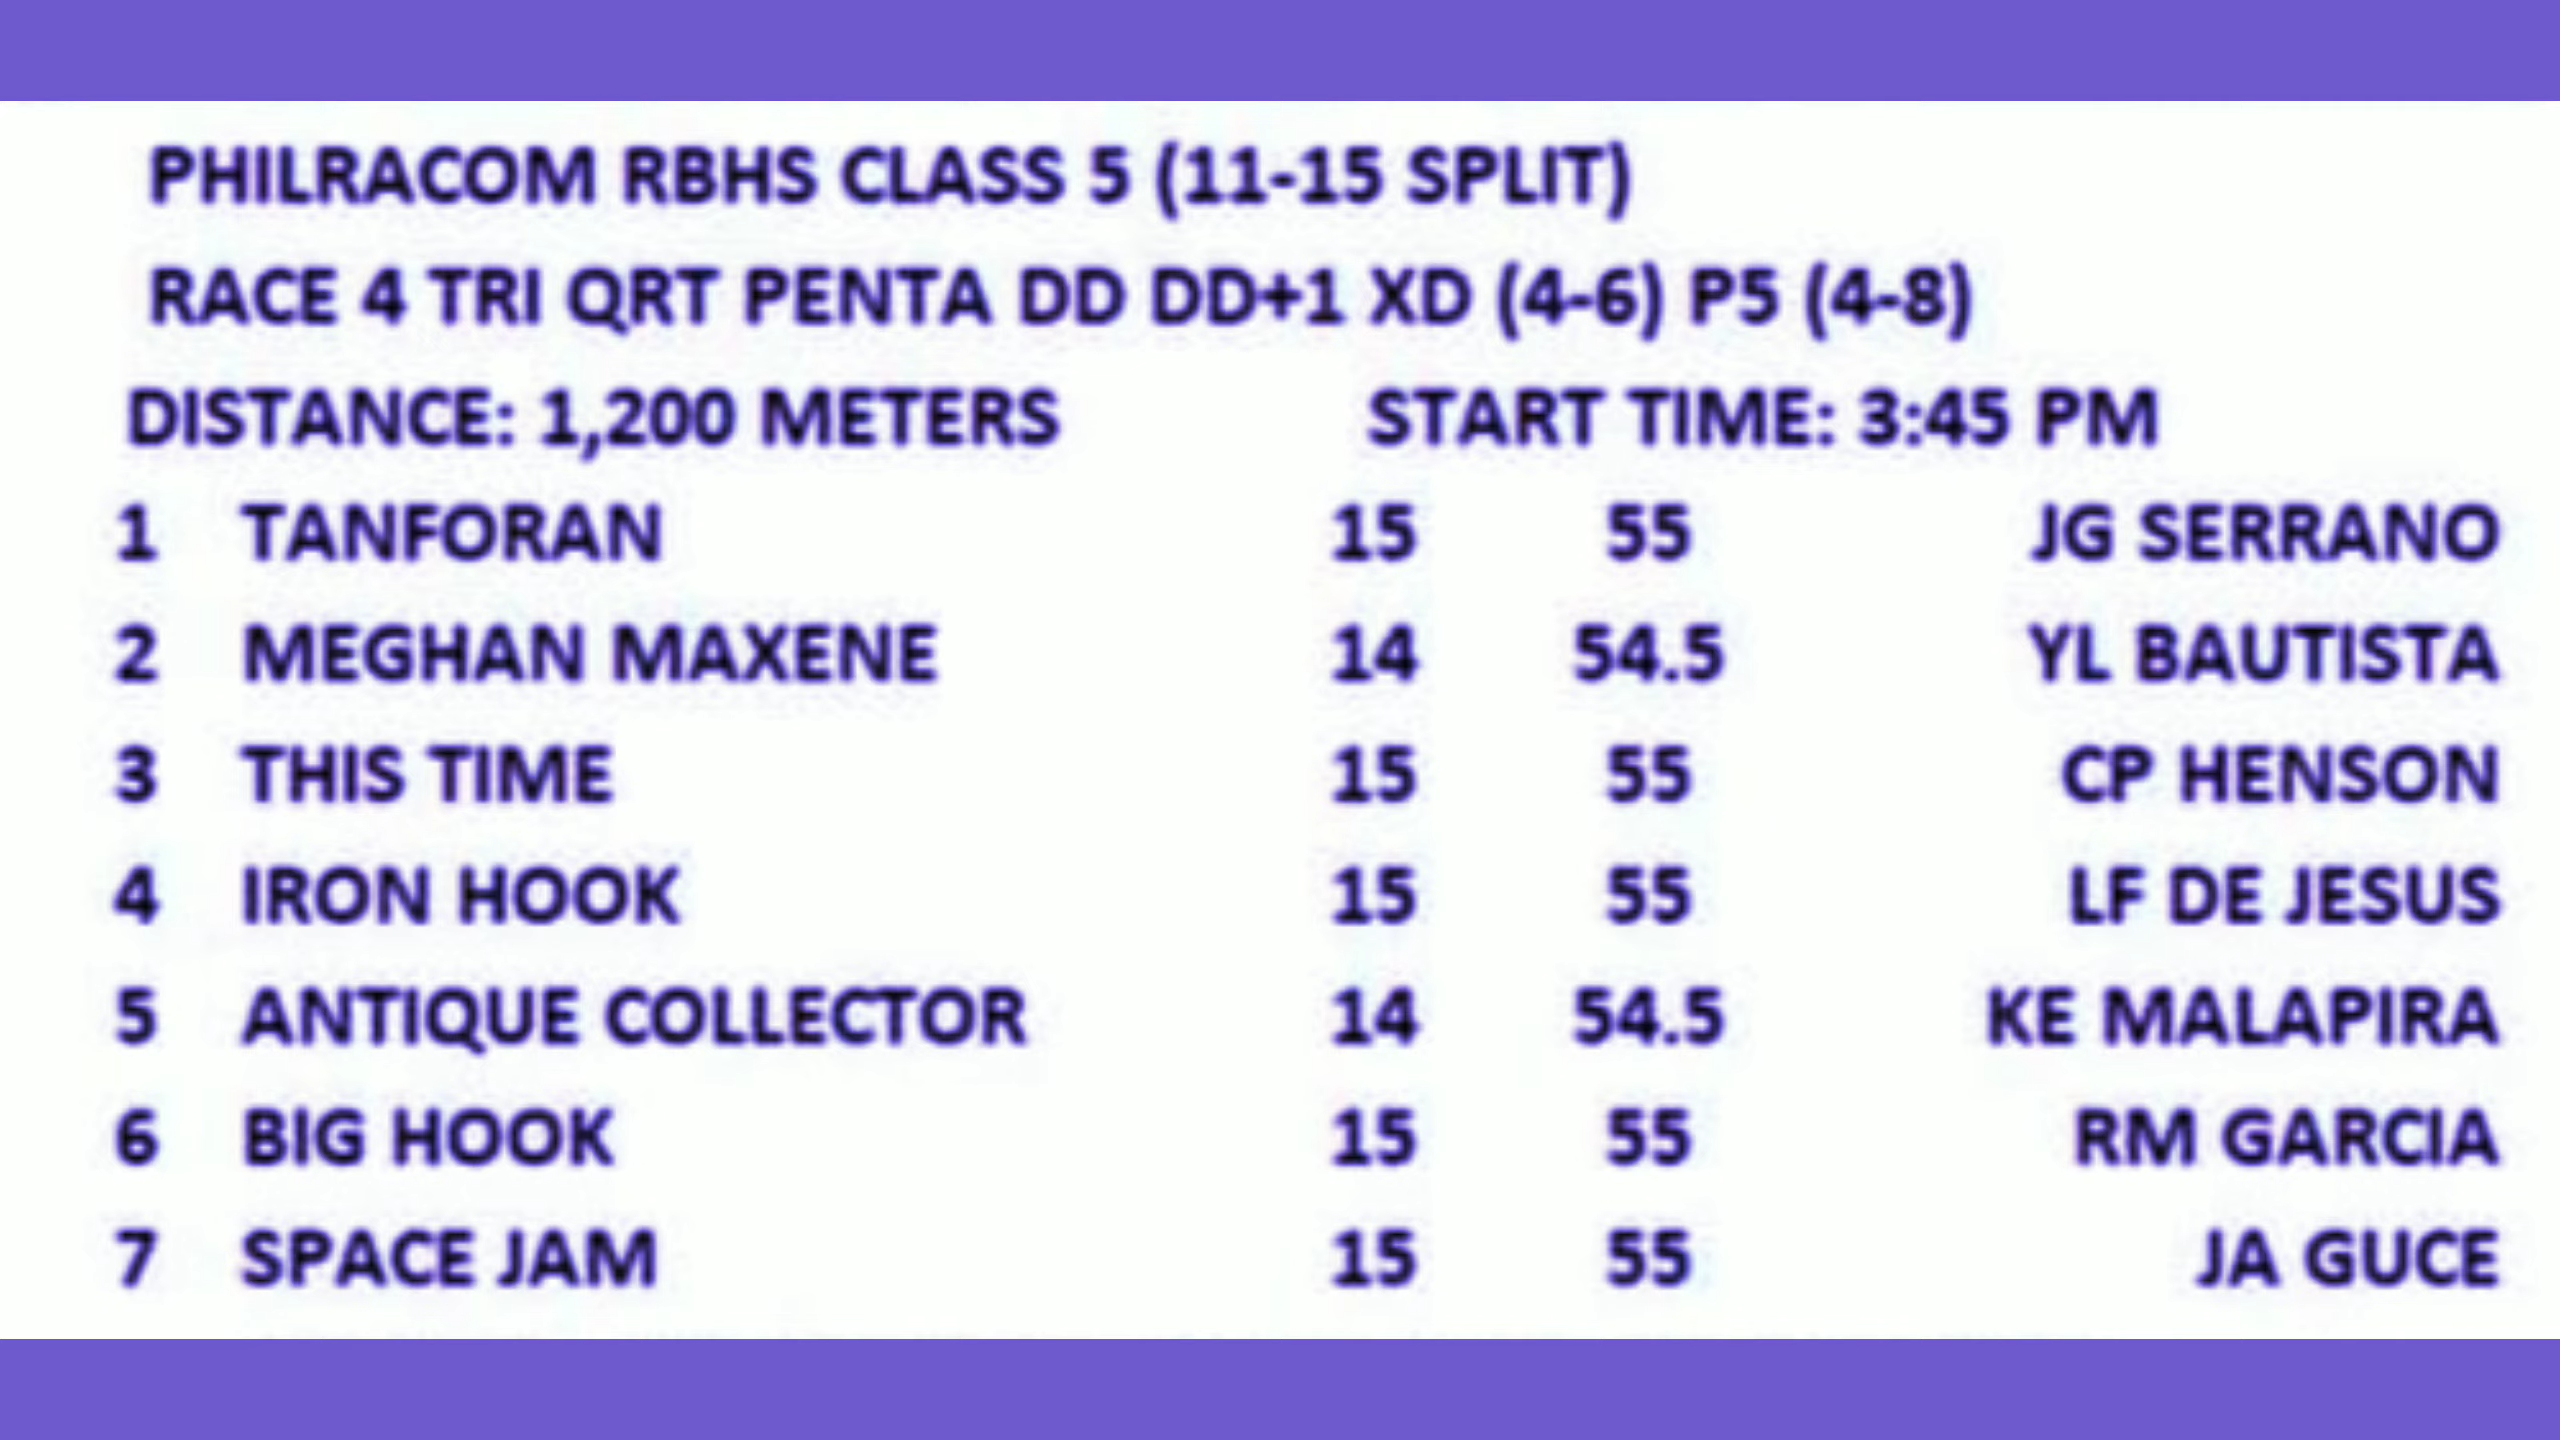 PHILRACOM RBHS CLASS 5 (11-15 SPLIT)
RACE 4 TRI QRT PENTA DD DD+1 XD (4-6) P5 (4-8)
DISTANCE: 1,200 METERS START TIME: 3:45 PM
1 TANFORAN 15 55 JG SERRANO
2 MEGHAN MAXENE 14 54.5 YL BAUTISTA
3 THIS TIME 15 55 CP HENSON
4 IRON HOOK 15 55 LF DE JESUS
5 ANTIQUE COLLECTOR 14 54.5 KE MALAPIRA
6 BIG HOOK 15 55 RM GARCIA
7 SPACE JAM 15 55 JA GUCE